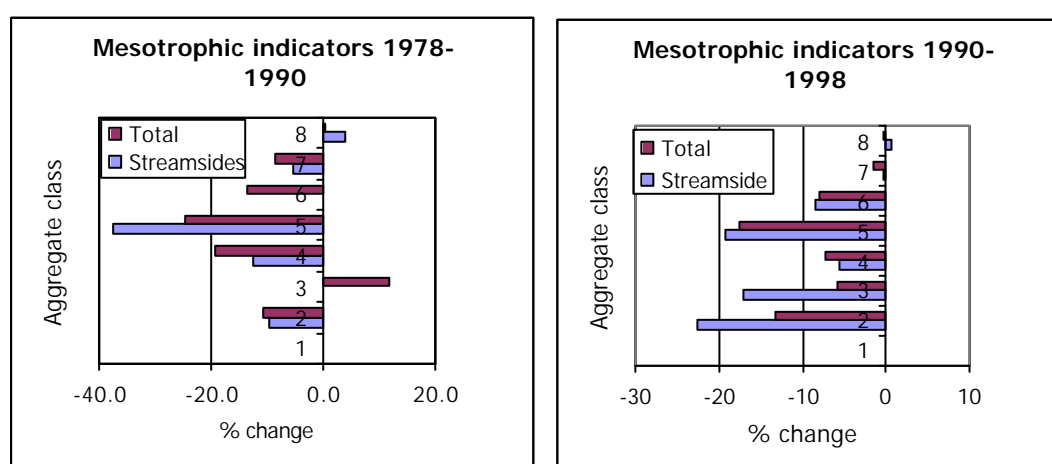 Mesotrophic indicators 1978-
1990
Total
Streamsides
Aggregate class
8
7
6
5
4
3
2
1
-40.0 -20.0 0.0 20.0
% change
Mesotrophic indicators 1990-
1998
Total
Streamside
Aggregate class
8
7
6
5
4
3
2
1
-30 -20 -10 0 10
% change